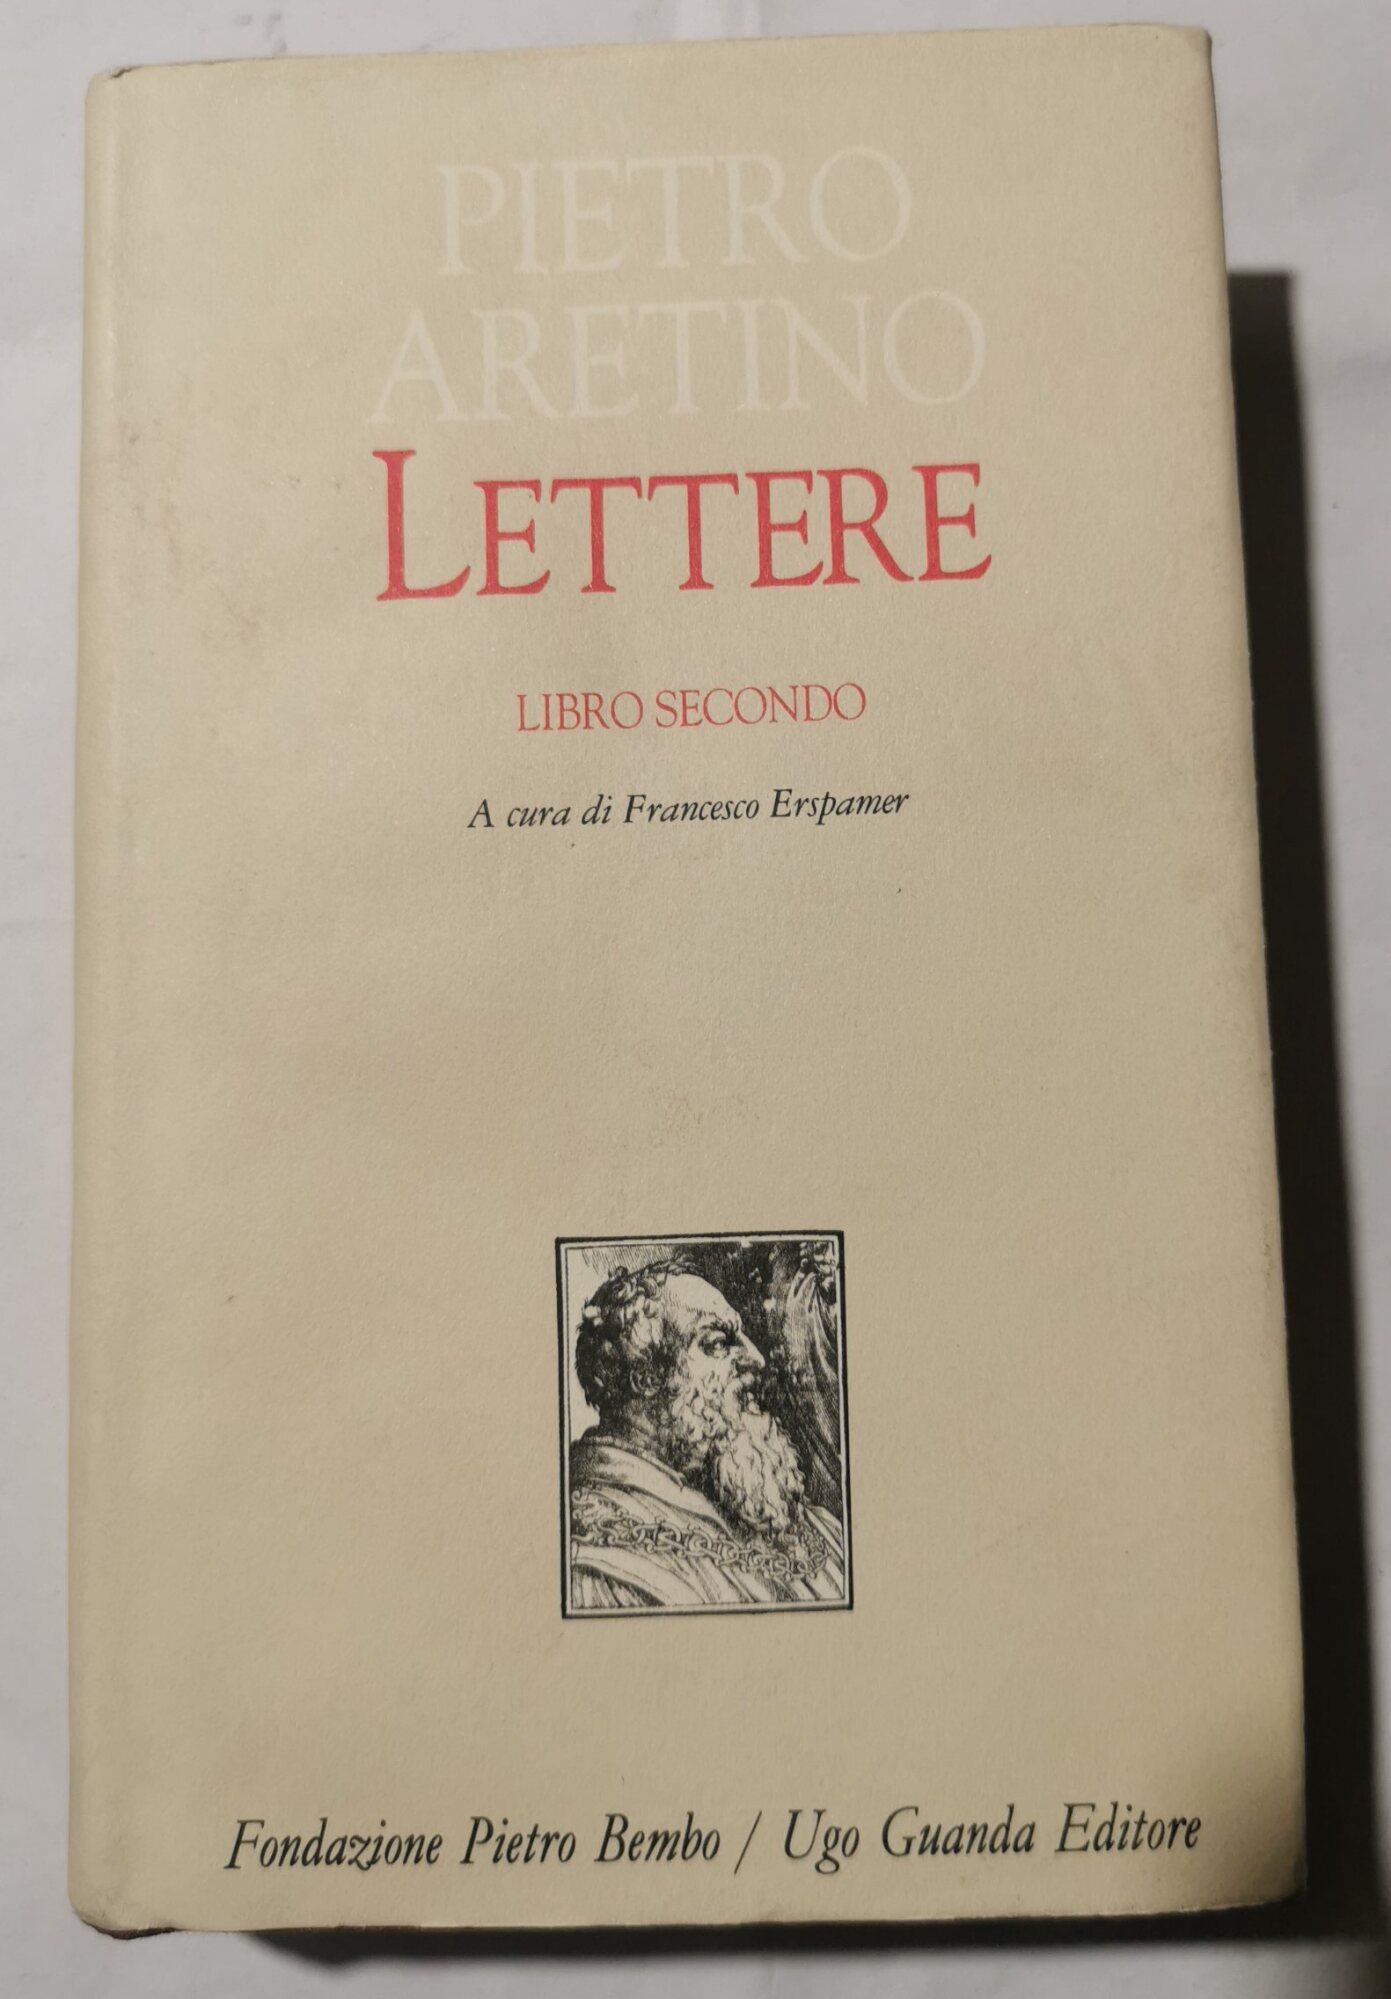 PIETRO
ARETINO
LETTERE
LIBRO SECONDO
A cura di Francesco Erspamer
Fondazione Pietro Bembo / Ugo Guanda Editore